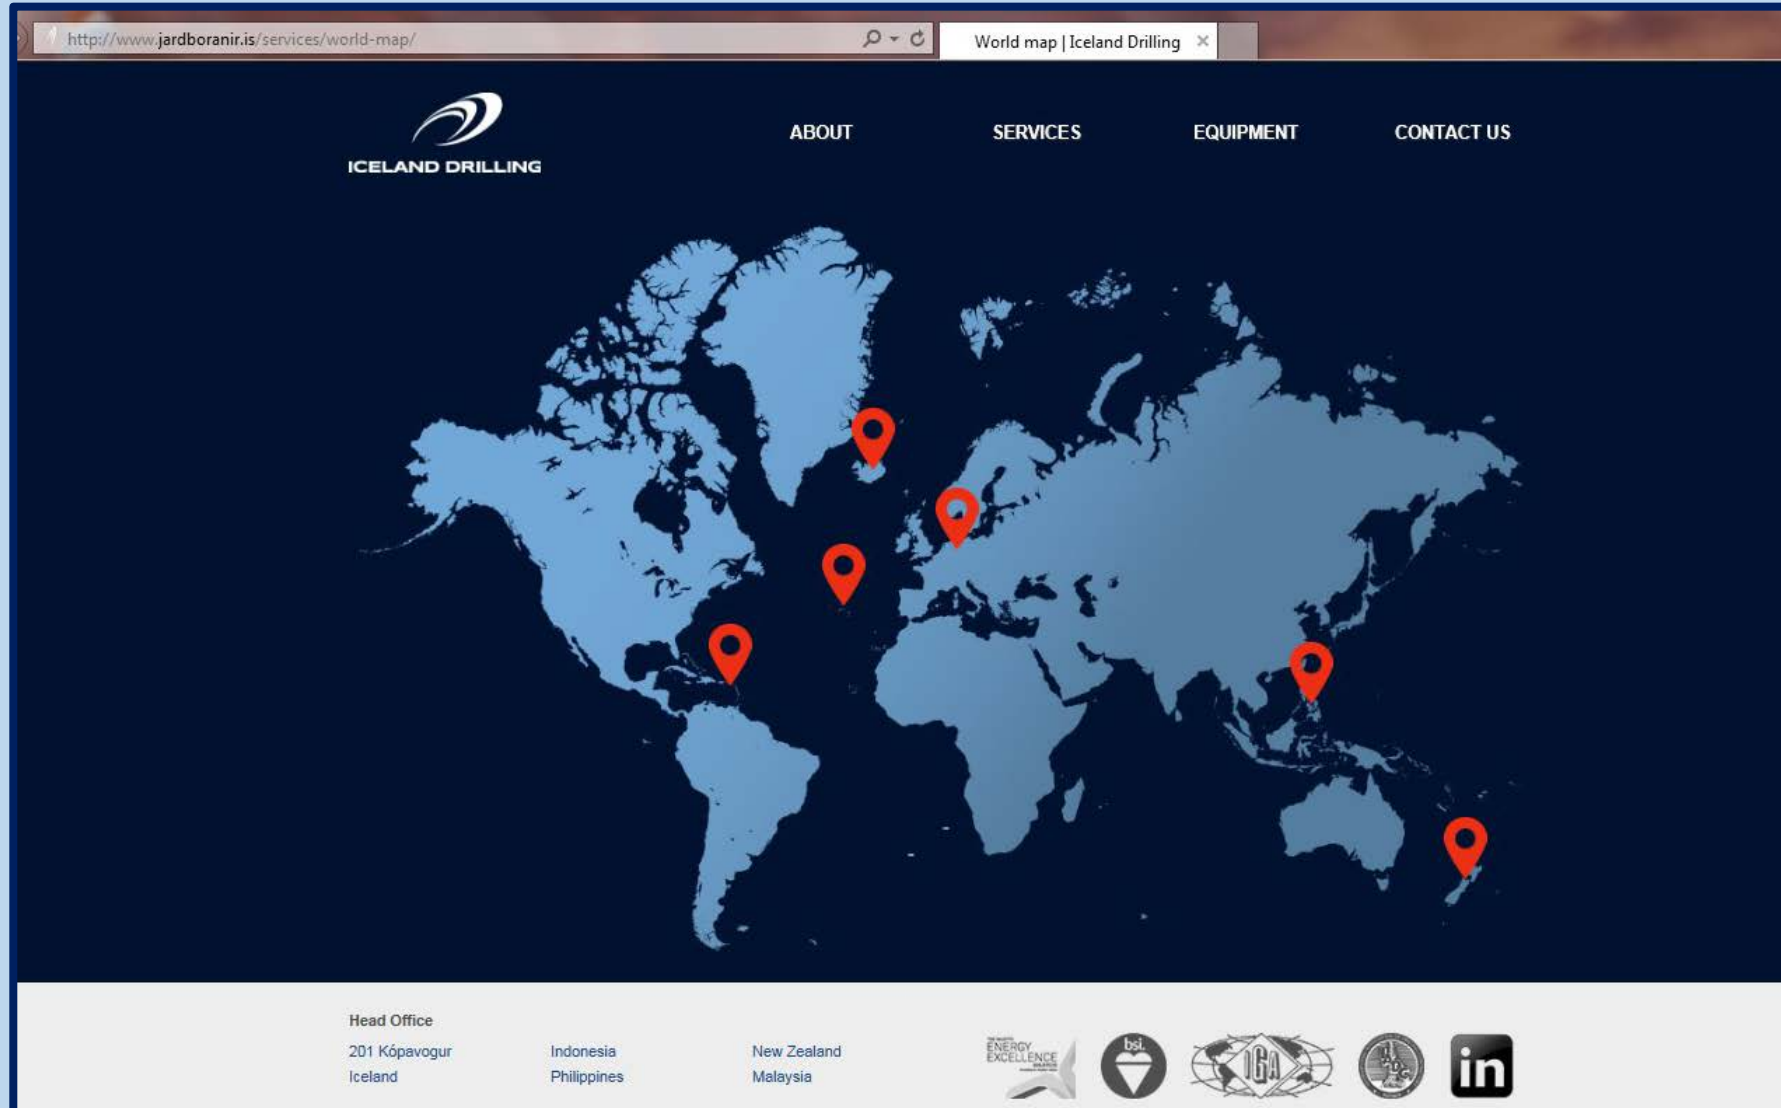 http://www.jardboranir.is/services/world-map/
World map | Iceland Drilling
ICELAND DRILLING
ABOUT SERVICES EQUIPMENT CONTACT US
Head Office
201 Kópavogur Indonesia New Zealand
Iceland Philippines Malaysia
ENERGY
EXCELLENCE
bsi.
IGA
in